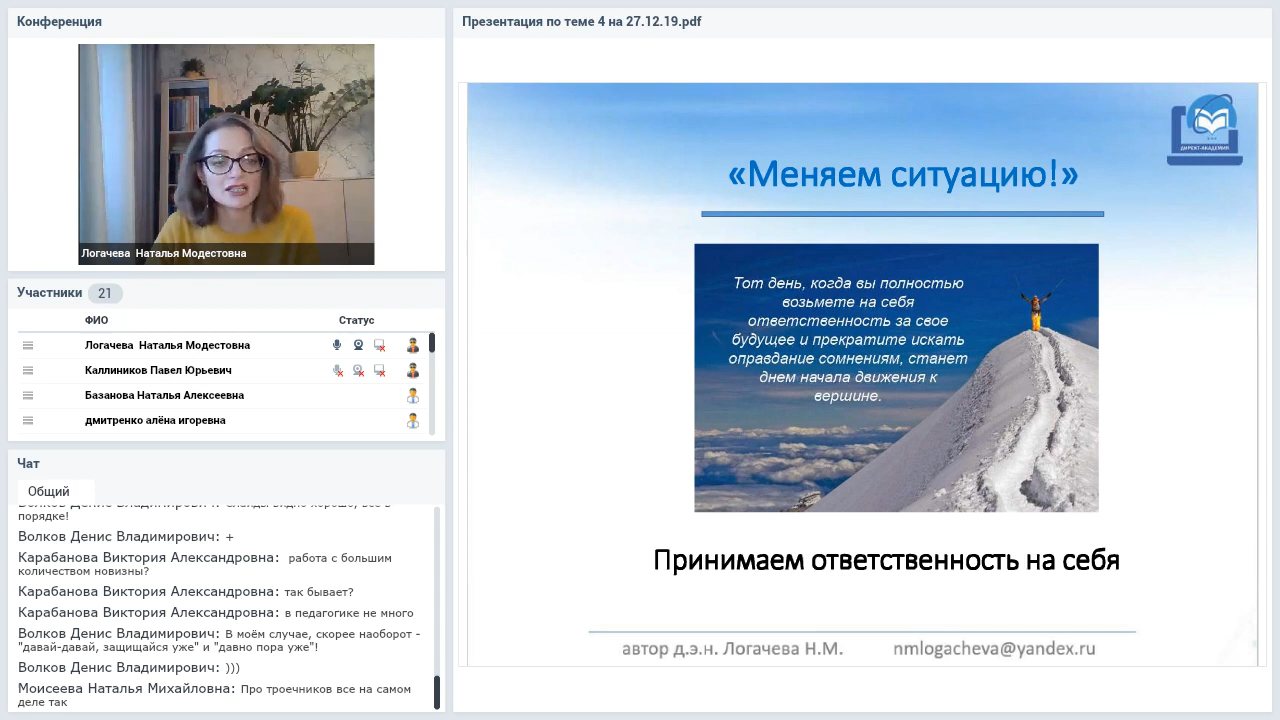 Конференция
Логачева Наталья Модестовна
Участники 21
ФИО Статус
Логачева Наталья Модестовна
Каллиников Павел Юрьевич
Базанова Наталья Алексеевна
дмитренко алёна игоревна
Чат
Общий
порядке!
Волков Денис Владимирович: +
Карабанова Виктория Александровна: работа с большим
количеством новизны?
Карабанова Виктория Александровна: так бывает?
Карабанова Виктория Александровна: в педагогике не много
Волков Денис Владимирович: В моём случае, скорее наоборот -
"давай-давай, защищайся уже" и "давно пора уже"!
Волков Денис Владимирович: )))
Моисеева Наталья Михайловна: Про троечников все на самом
деле так
Презентация по теме 4 на 27.12.19.pdf
ДИРЕКТ-АКАДЕМИЯ
«Меняем ситуацию!»
Тот день, когда вы полностью
возьмете на себя
ответственность за свое
будущее и прекратите искать
оправдание сомнениям, станет
днем начала движения к
вершине.
Принимаем ответственность на себя
автор д.э.н. Логачева Н.М. nmlogacheva@yandex.ru